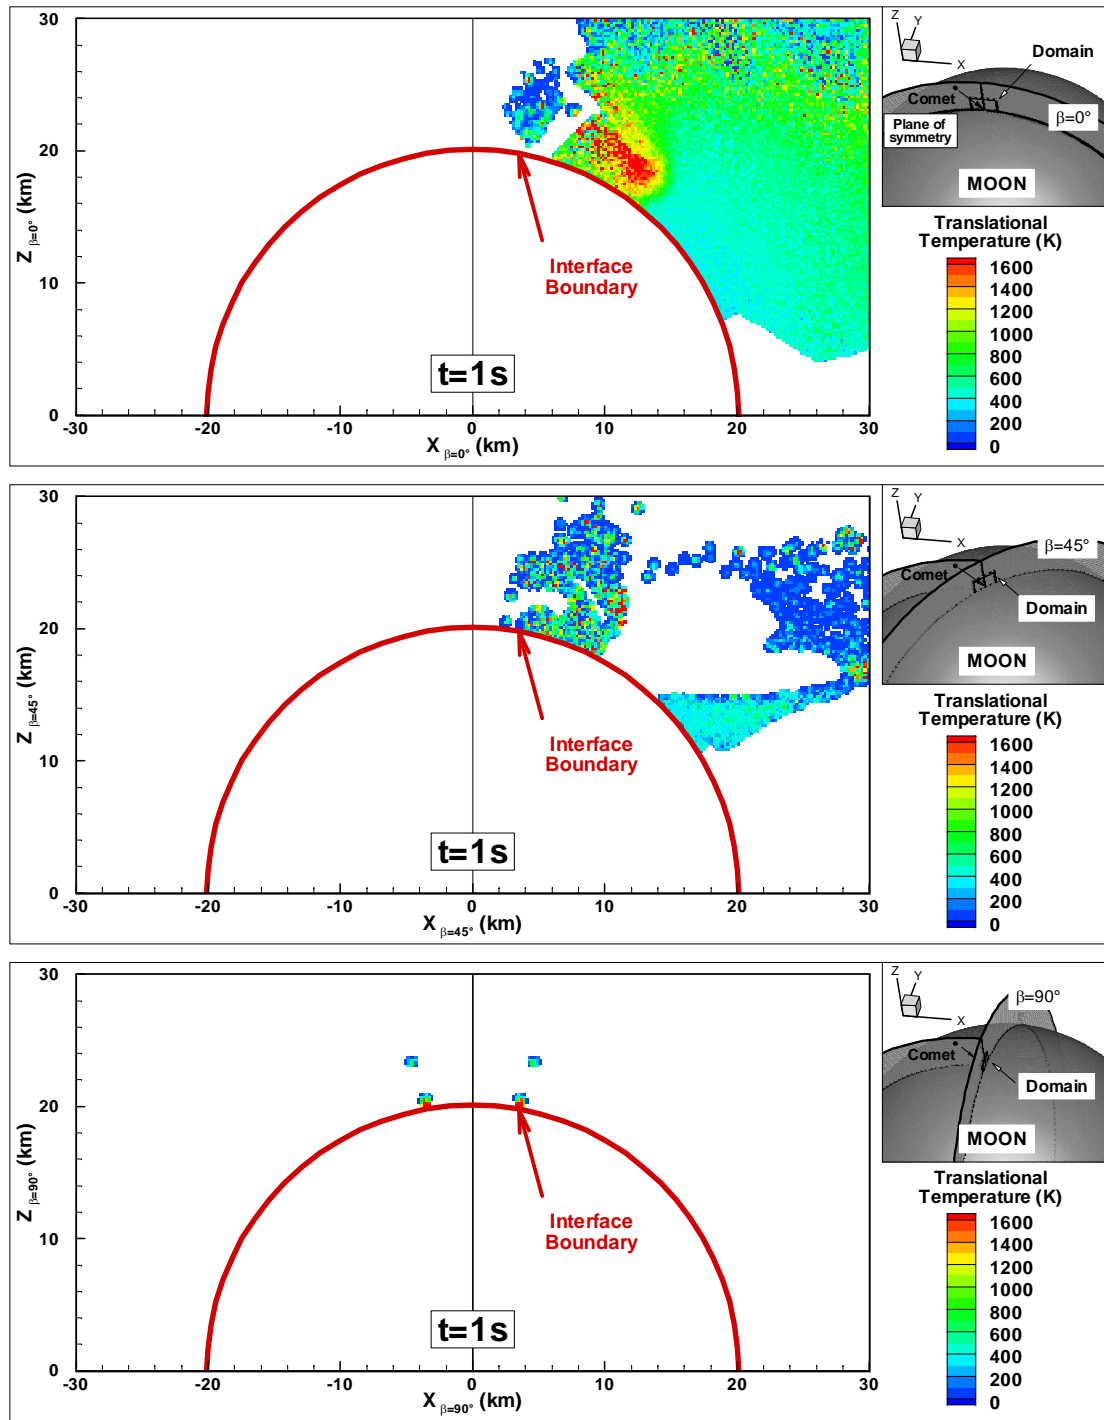 30
20
10
0
Z β=0° (km)
-30 -20 -10 0 10 20 30
X β=0° (km)
Interface
Boundary
t=1s
Z
Y
X
Domain
Comet
β=0°
Plane of
symmetry
MOON
Translational
Temperature (K)
1600
1400
1200
1000
800
600
400
200
0
30
20
10
0
Z β=45° (km)
-30 -20 -10 0 10 20 30
X β=45° (km)
Interface
Boundary
t=1s
Z
Y
X
β=45°
Comet
Domain
MOON
Translational
Temperature (K)
1600
1400
1200
1000
800
600
400
200
0
30
20
10
0
Z β=90° (km)
-30 -20 -10 0 10 20 30
X β=90° (km)
Interface
Boundary
t=1s
Z
Y
X
β=90°
Comet
Domain
MOON
Translational
Temperature (K)
1600
1400
1200
1000
800
600
400
200
0